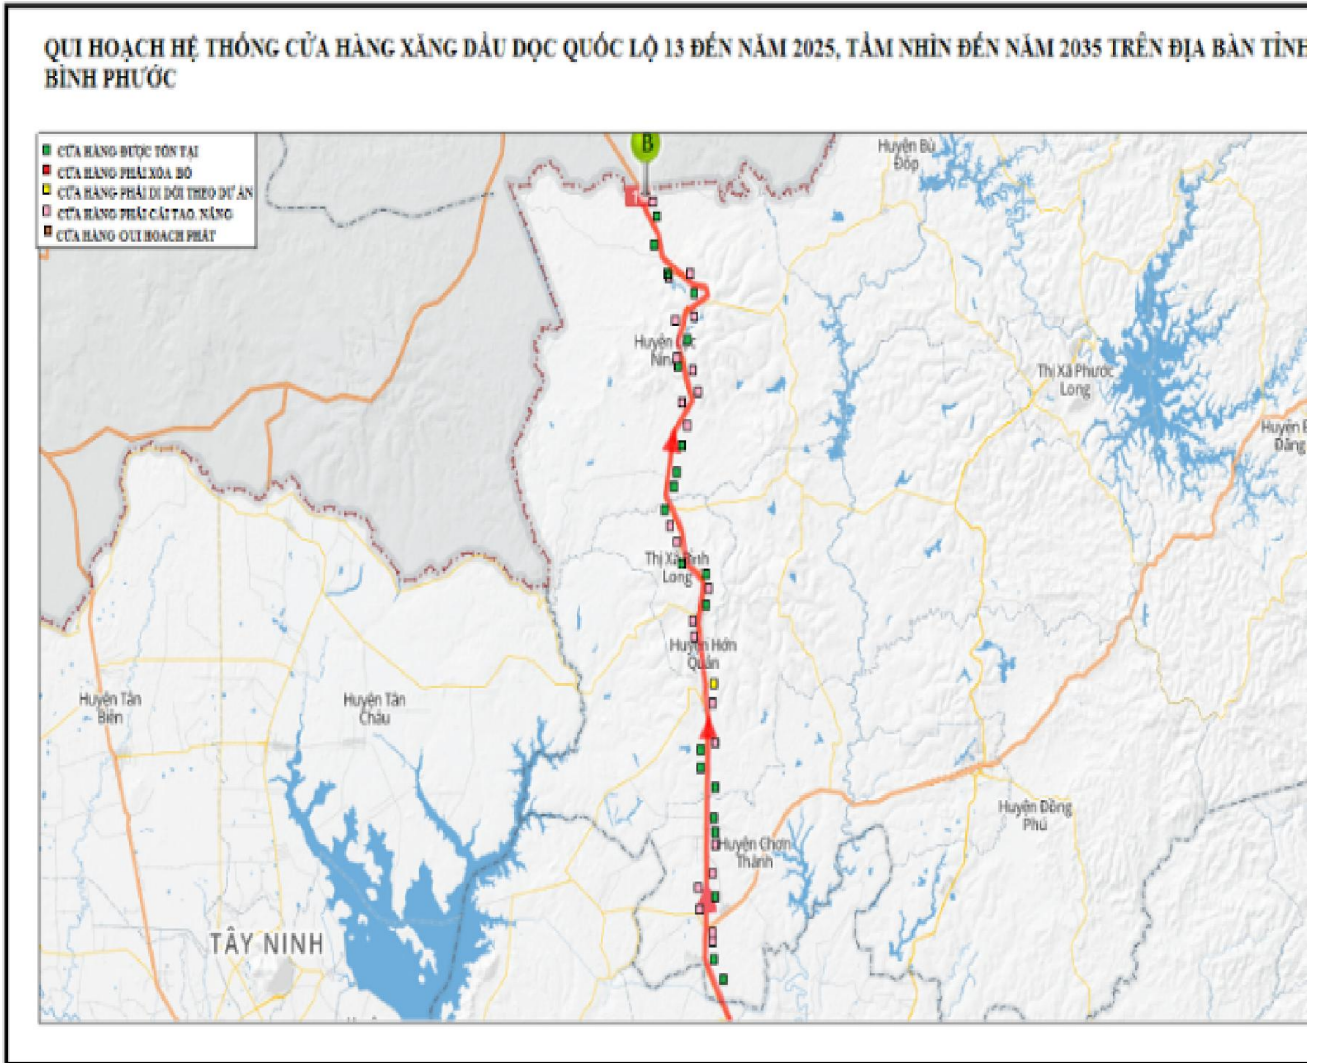 QUI HOẠCH HỆ THỐNG CỬA HÀNG XĂNG DẦU DỌC QUỐC LỘ 13 ĐẾN NĂM 2025, TẦM NHÌN ĐẾN NĂM 2035 TRÊN ĐỊA BÀN TỈNH
BÌNH PHƯỚC
CỬA HÀNG ĐƯỢC TỒN TẠI
CỬA HÀNG PHẢI XÓA BỎ
CỬA HÀNG PHẢI DI DỜI THEO DỰ ÁN
CỬA HÀNG PHẢI CẢI TẠO, NÂNG
CỬA HÀNG QUI HOẠCH PHÁT
B
Huyện Bù
Đốp
Huyện Lộc
Ninh
Thị Xã Phước
Long
Huyện
Đăng
Thị Xã Bình
Long
Huyện Hớn
Quản
Huyện Tân
Biên
Huyện Tân
Châu
Huyện Đồng
Phú
Huyện Chơn
Thành
TÂY NINH